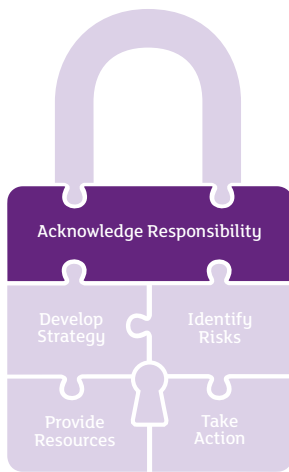 Acknowledge Responsibility
Develop
Strategy
Identify
Risks
Provide
Resources
Take
Action